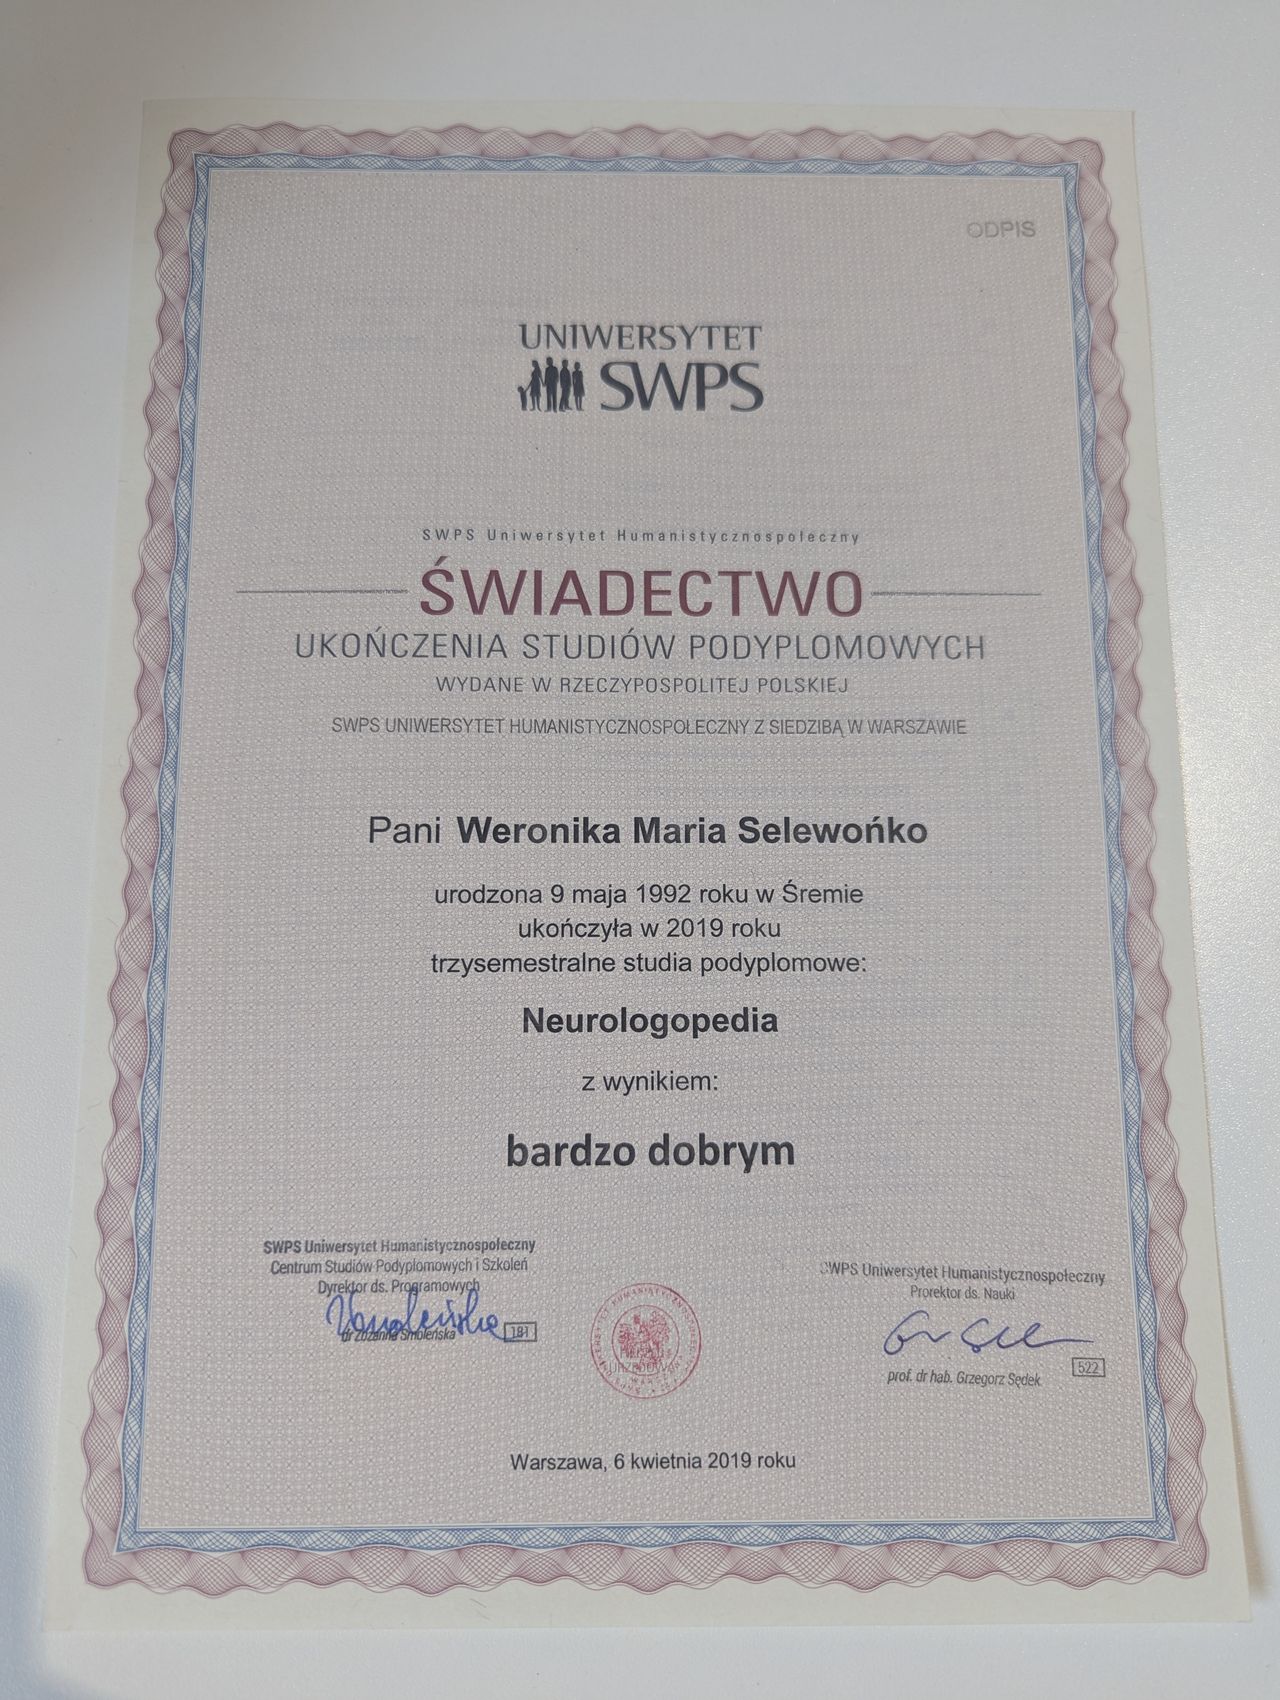 ODPIS
UNIWERSYTET
SWPS
SWPS Uniwersytet Humanistycznospołeczny
ŚWIADECTWO
UKOŃCZENIA STUDIÓW PODYPLOMOWYCH
WYDANE W RZECZYPOSPOLITEJ POLSKIEJ
SWPS UNIWERSYTET HUMANISTYCZNOSPOŁECZNY Z SIEDZIBĄ W WARSZAWIE
Pani Weronika Maria Selewońko
urodzona 9 maja 1992 roku w Śremie
ukończyła w 2019 roku
trzysemestralne studia podyplomowe:
Neurologopedia
z wynikiem:
bardzo dobrym
SWPS Uniwersytet Humanistycznospołeczny
Centrum Studiów Podyplomowych i Szkoleń
Dyrektor ds. Programowych
dr Zuzanna Smoleńska 181
SWPS Uniwersytet Humanistycznospołeczny
Prorektor ds. Nauki
prof. dr hab. Grzegorz Sędek 522
Warszawa, 6 kwietnia 2019 roku